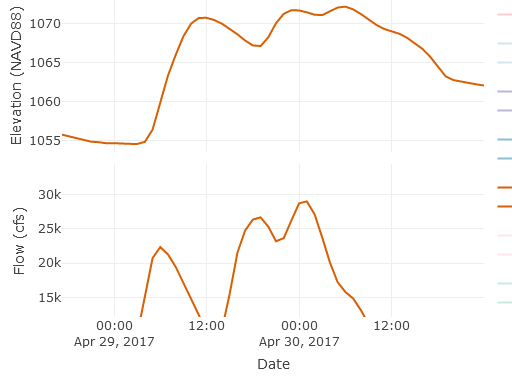 Elevation (NAVD88)
1070
1065
1060
1055
Flow (cfs)
30k
25k
20k
15k
00:00
12:00
00:00
12:00
Apr 29, 2017
Apr 30, 2017
Date